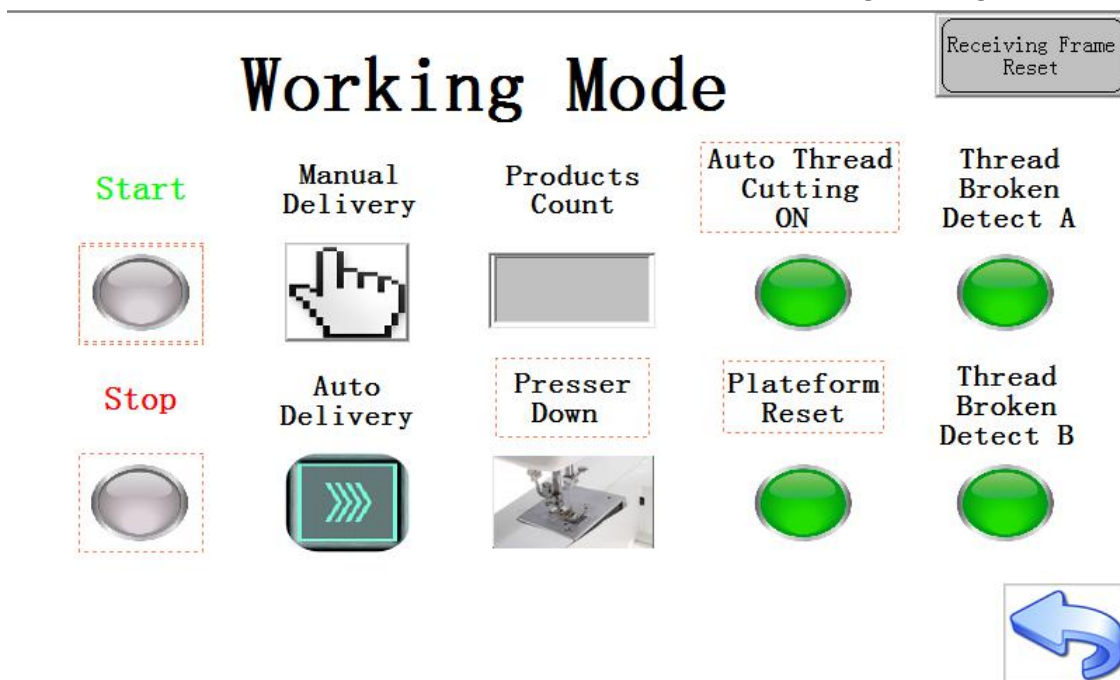 Receiving Frame
Reset
Working Mode
Start
Manual
Delivery
Products
Count
Auto Thread
Cutting
ON
Thread
Broken
Detect A
Stop
Auto
Delivery
Presser
Down
Plateform
Reset
Thread
Broken
Detect B